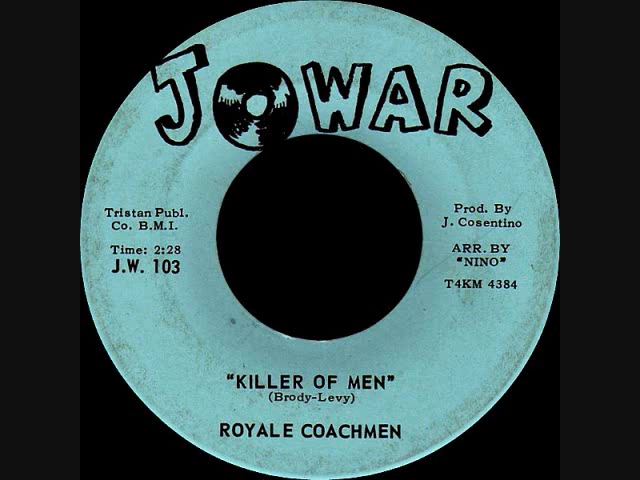 JOWAR
Tristan Publ.
Co. B.M.I.
Time: 2:28
J.W. 103
Prod. By
J. Cosentino
ARR. BY
"NINO"
T4KM 4384
"KILLER OF MEN"
(Brody-Levy)
ROYALE COACHMEN